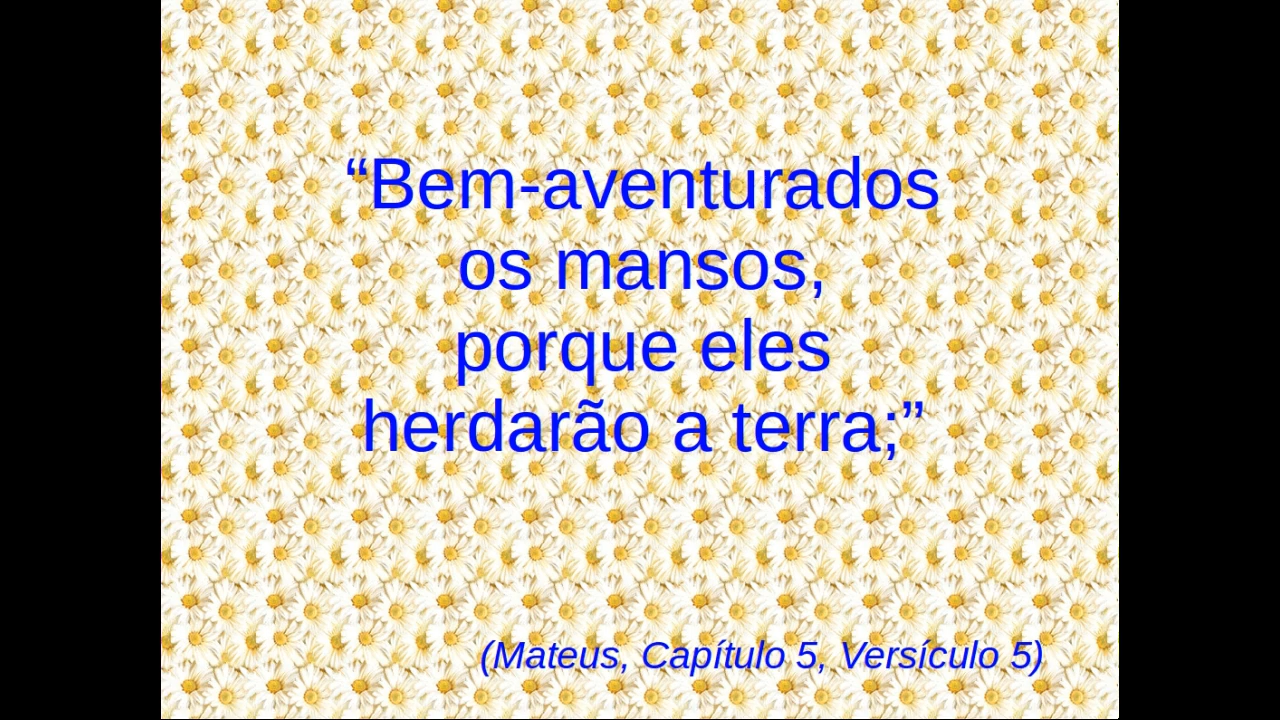 “Bem-aventurados
os mansos,
porque eles
herdarão a terra;”
(Mateus, Capítulo 5, Versículo 5)